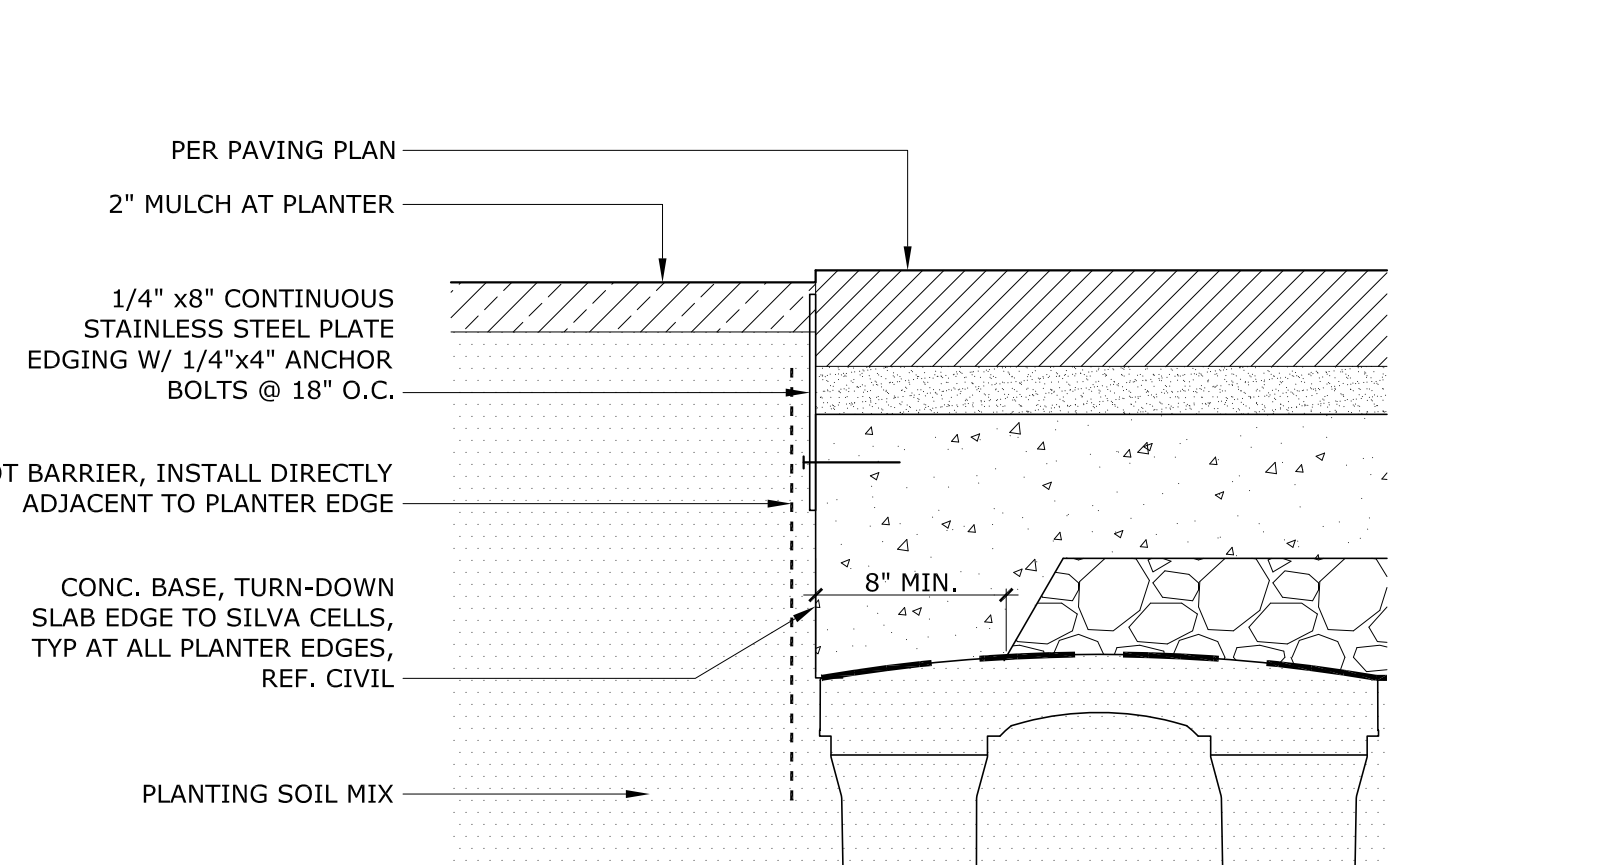 PER PAVING PLAN
2" MULCH AT PLANTER
1/4" x8" CONTINUOUS
STAINLESS STEEL PLATE
EDGING W/ 1/4"x4" ANCHOR
BOLTS @ 18" O.C.
OT BARRIER, INSTALL DIRECTLY
ADJACENT TO PLANTER EDGE
CONC. BASE, TURN-DOWN
SLAB EDGE TO SILVA CELLS,
TYP AT ALL PLANTER EDGES,
REF. CIVIL
8" MIN.
PLANTING SOIL MIX